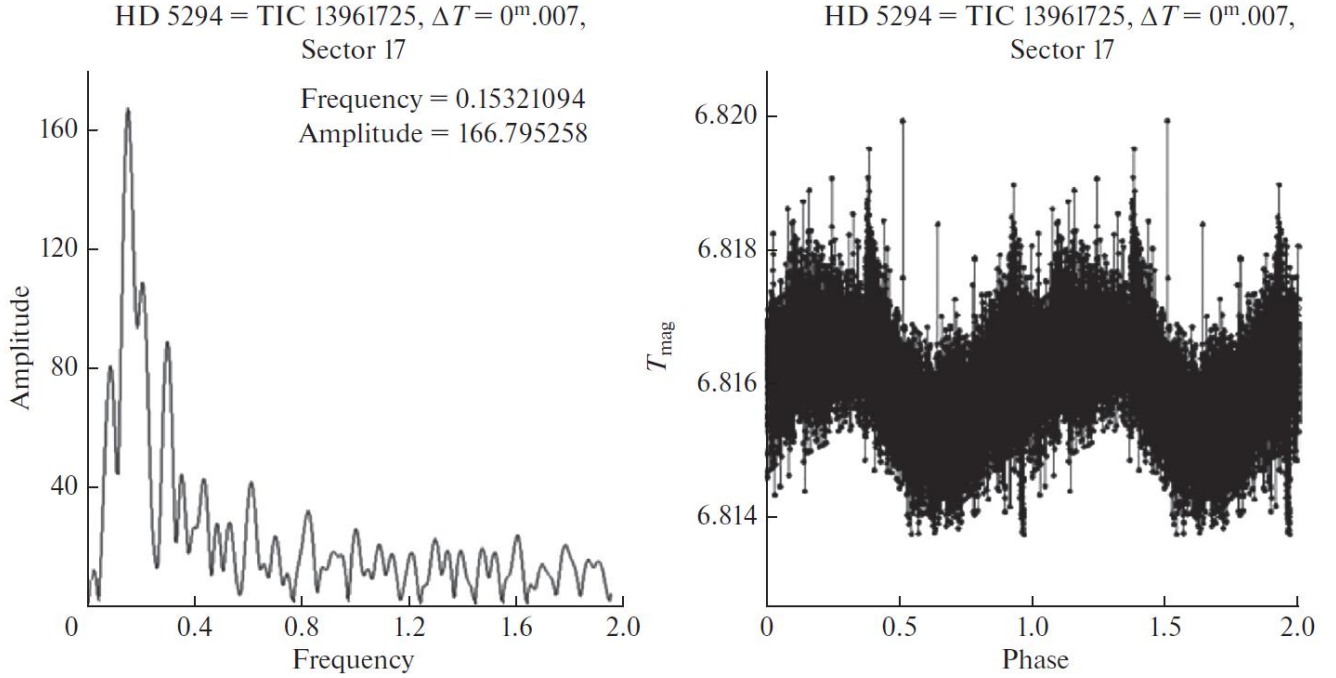 HD 5294 = TIC 13961725, ΔT = 0ᵐ.007,
Sector 17
Frequency = 0.15321094
Amplitude = 166.795258
160
120
80
40
Amplitude
0
0.4
0.8
1.2
1.6
2.0
Frequency
HD 5294 = TIC 13961725, ΔT = 0ᵐ.007,
Sector 17
6.820
6.818
6.816
6.814
Tmag
0
0.5
1.0
1.5
2.0
Phase